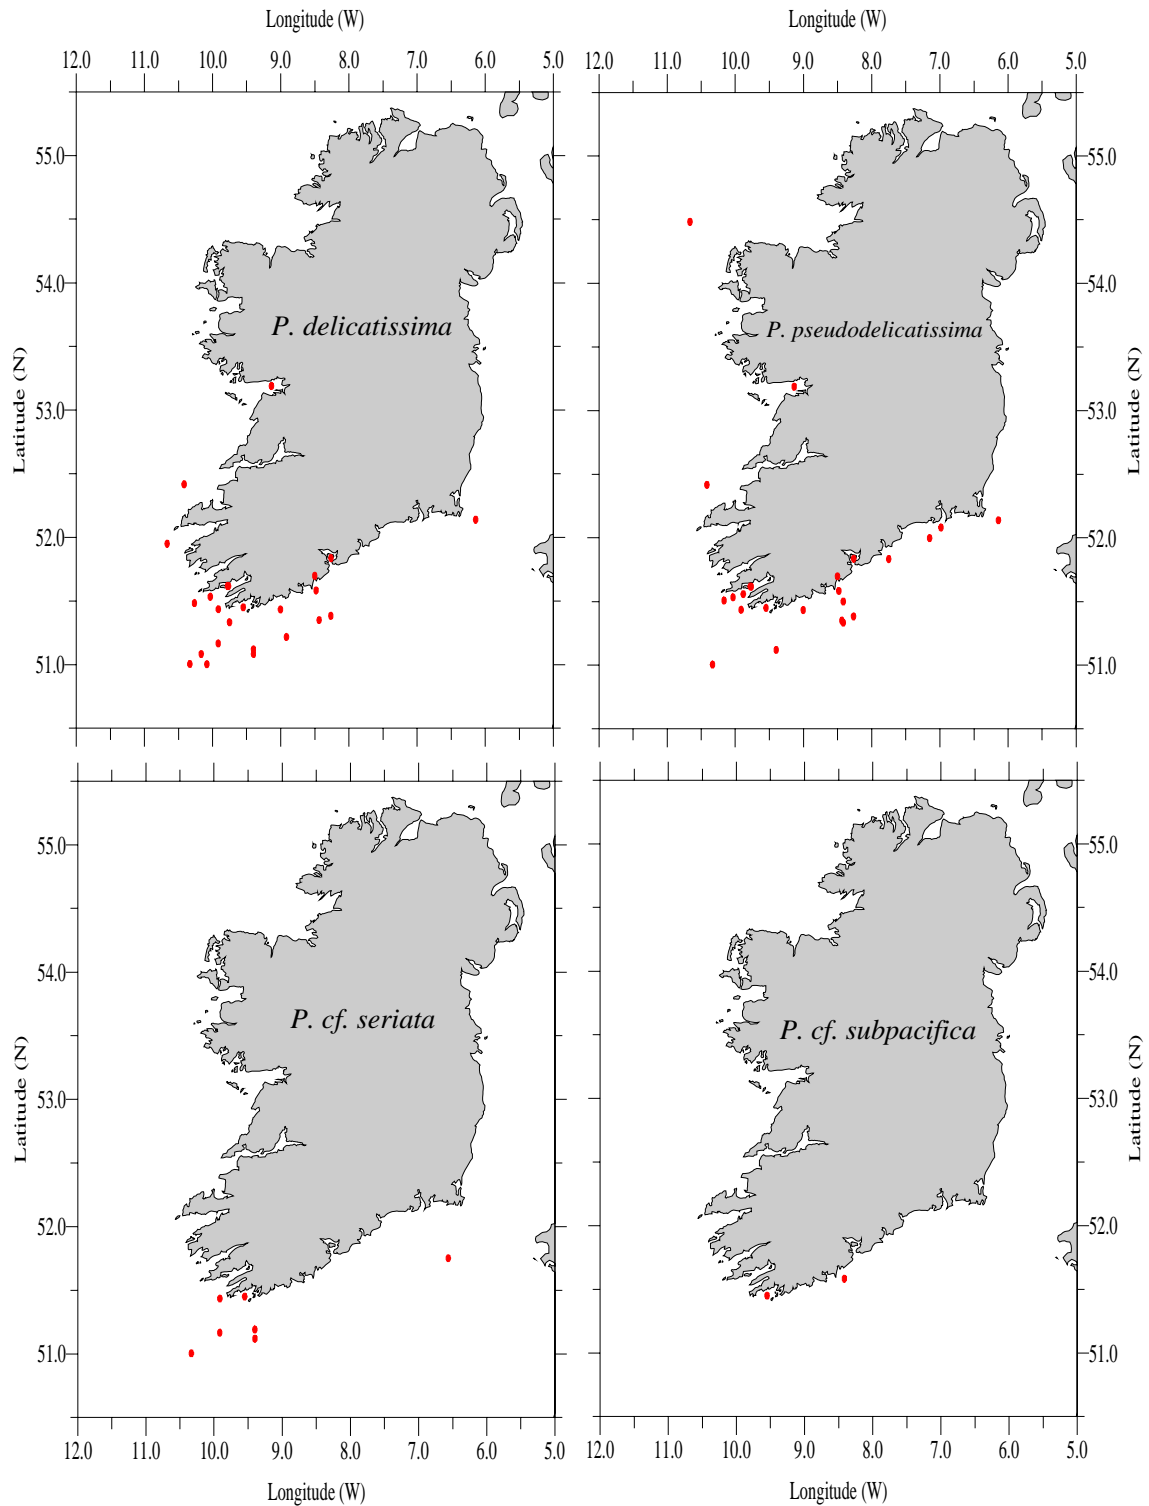 Longitude (W)
Longitude (W)
12.0 11.0 10.0 9.0 8.0 7.0 6.0 5.0
12.0 11.0 10.0 9.0 8.0 7.0 6.0 5.0
55.0
54.0
53.0
52.0
51.0
Latitude (N)
P. delicatissima
P. pseudodelicatissima
55.0
54.0
53.0
52.0
51.0
Latitude (N)
55.0
54.0
53.0
52.0
51.0
Latitude (N)
P. cf. seriata
P. cf. subpacifica
55.0
54.0
53.0
52.0
51.0
Latitude (N)
12.0 11.0 10.0 9.0 8.0 7.0 6.0 5.0
12.0 11.0 10.0 9.0 8.0 7.0 6.0 5.0
Longitude (W)
Longitude (W)